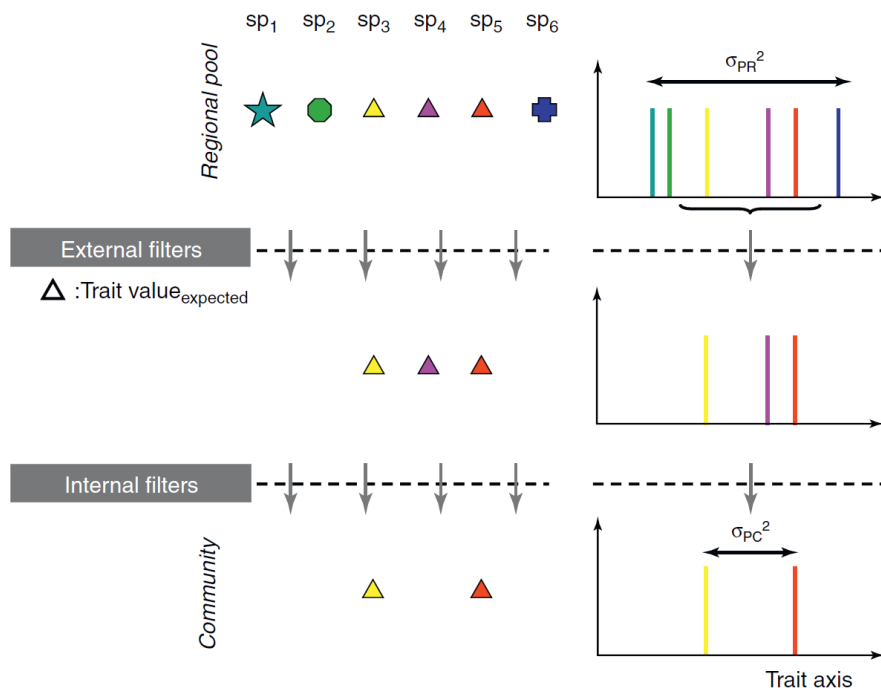 sp₁ sp₂ sp₃ sp₄ sp₅ sp₆
Regional pool
σPR²
External filters
:Trait valueexpected
Internal filters
Community
σPC²
Trait axis